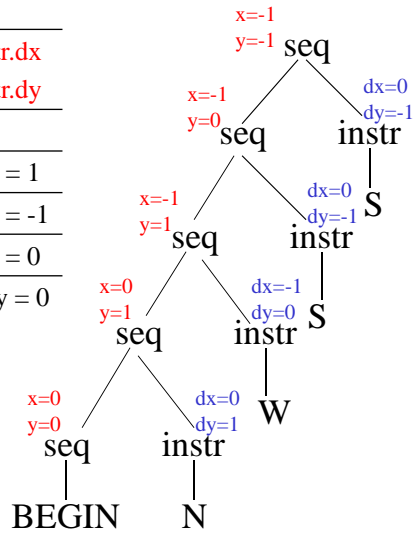 r.dx
r.dy
= 1
= -1
= 0
y = 0
x=-1
y=-1
seq
x=-1
y=0
seq
dx=0
dy=-1
instr
S
x=-1
y=1
seq
dx=0
dy=-1
instr
S
x=0
y=1
seq
dx=-1
dy=0
instr
W
x=0
y=0
seq
dx=0
dy=1
instr
BEGIN
N